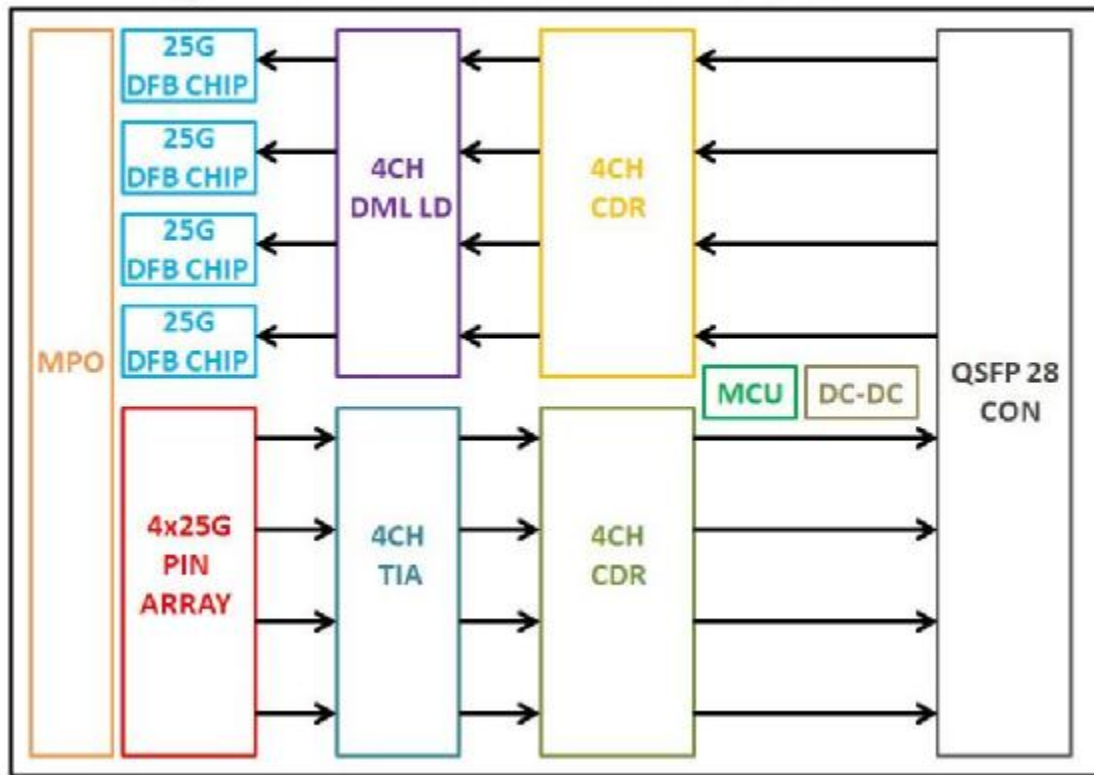 MPO
25G
DFB CHIP
25G
DFB CHIP
25G
DFB CHIP
25G
DFB CHIP
4CH
DML LD
4CH
CDR
MCU
DC-DC
QSFP 28
CON
4x25G
PIN
ARRAY
4CH
TIA
4CH
CDR